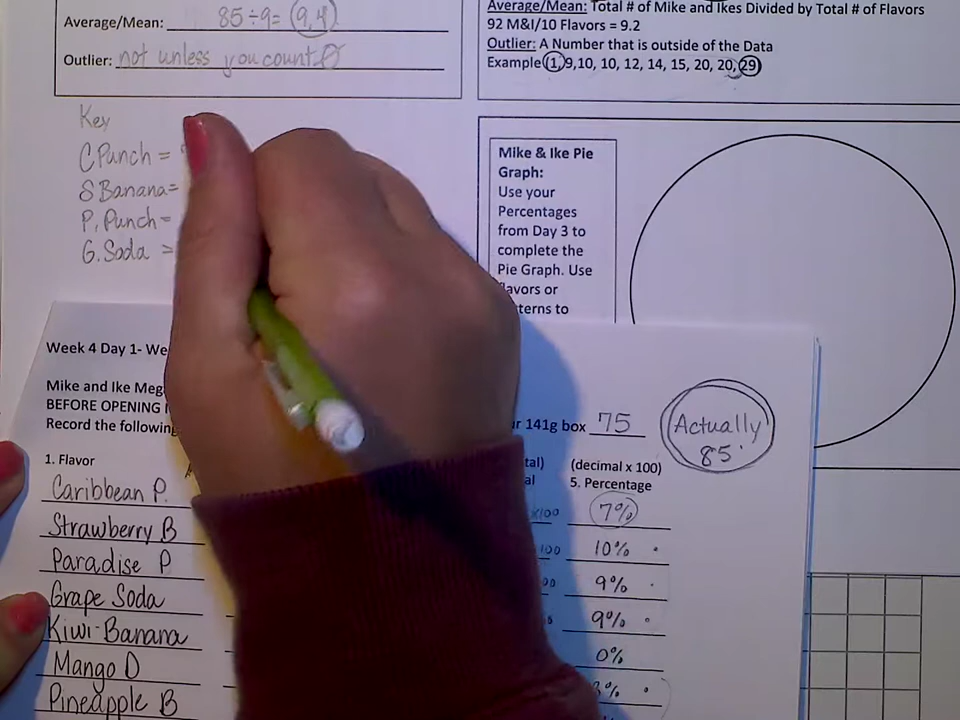 Average/Mean: 85÷9= 9,4
Outlier: not unless you count 0
Average/Mean: Total # of Mike and Ikes Divided by Total # of Flavors
92 M&I/10 Flavors = 9.2
Outlier: A Number that is outside of the Data
Example 1, 9,10, 10, 12, 14, 15, 20, 20, 29
Key
C Punch =
S Banana=
P. Punch=
G. Soda =
Mike & Ike Pie
Graph:
Use your
Percentages
from Day 3 to
complete the
Pie Graph. Use
Week 4 Day 1-
Mike and Ike
BEFORE OPENING
Record the following
141g box 75
Actually
85
1. Flavor
(decimal x 100)
5. Percentage
Caribbean P. x100 7%
Strawberry B 100 10%
Paradise P 9%
Grape Soda 9%
Kiwi-Banana 0%
Mango D
Pineapple B